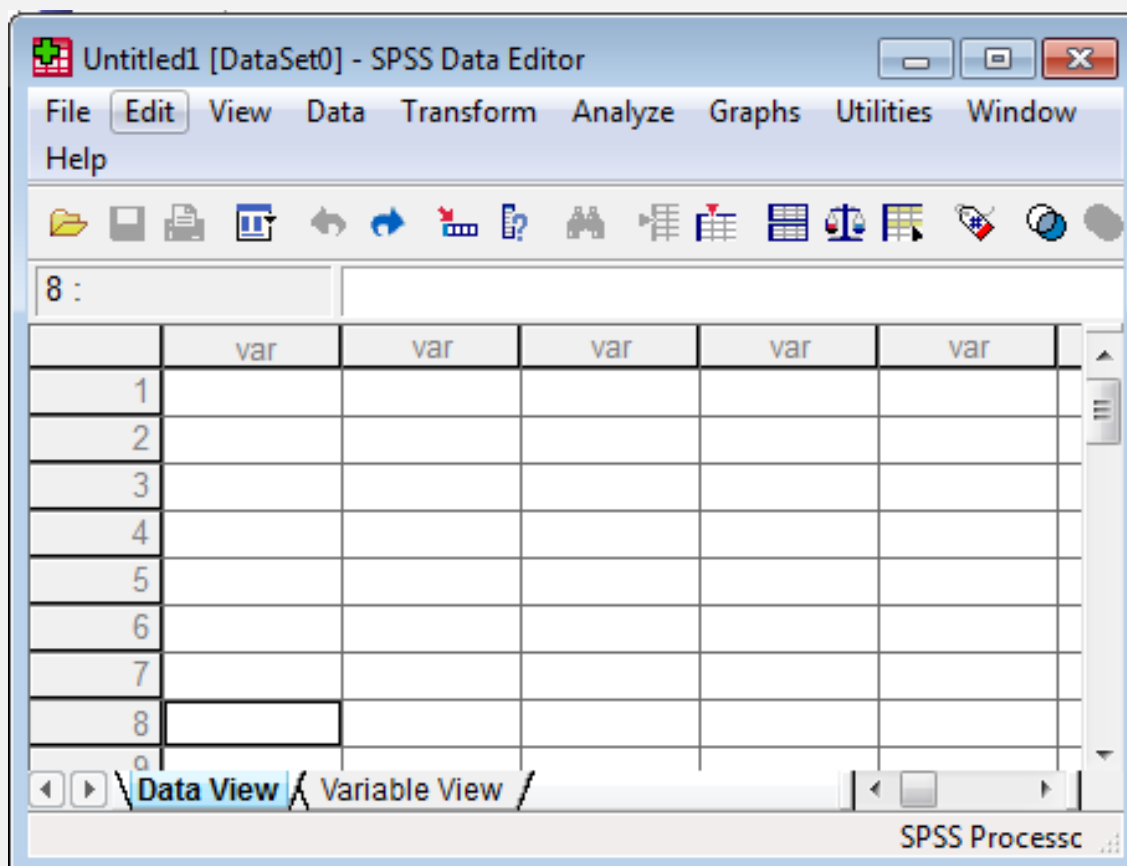 Untitled1 [DataSet0] - SPSS Data Editor
File Edit View Data Transform Analyze Graphs Utilities Window
Help
8 :
var var var var var
1
2
3
4
5
6
7
8
9
Data View Variable View
SPSS Processc